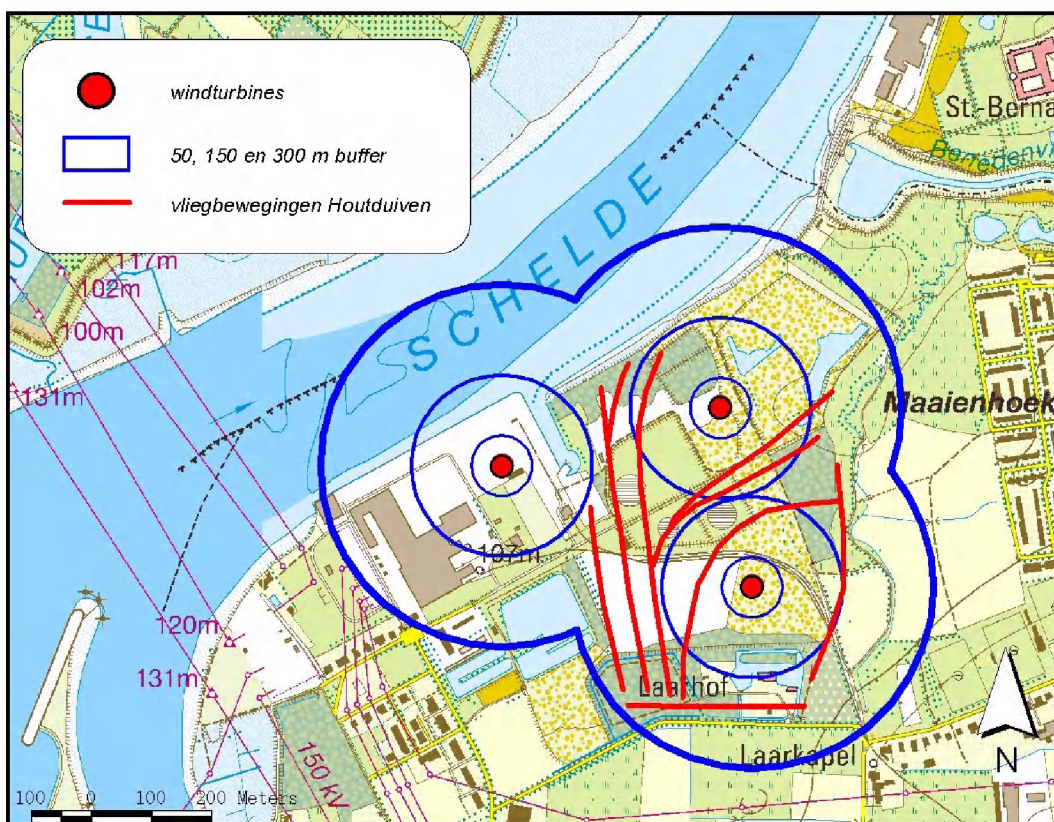 windturbines
50, 150 en 300 m buffer
vliegbewegingen Houtduiven
SCHELDE
St.-Berna
Maaienhoek
117m
102m
100m
131m
107m
120m
131m
150 kV
Laarhof
Laarkapel
N
100 0 100 200 Meters